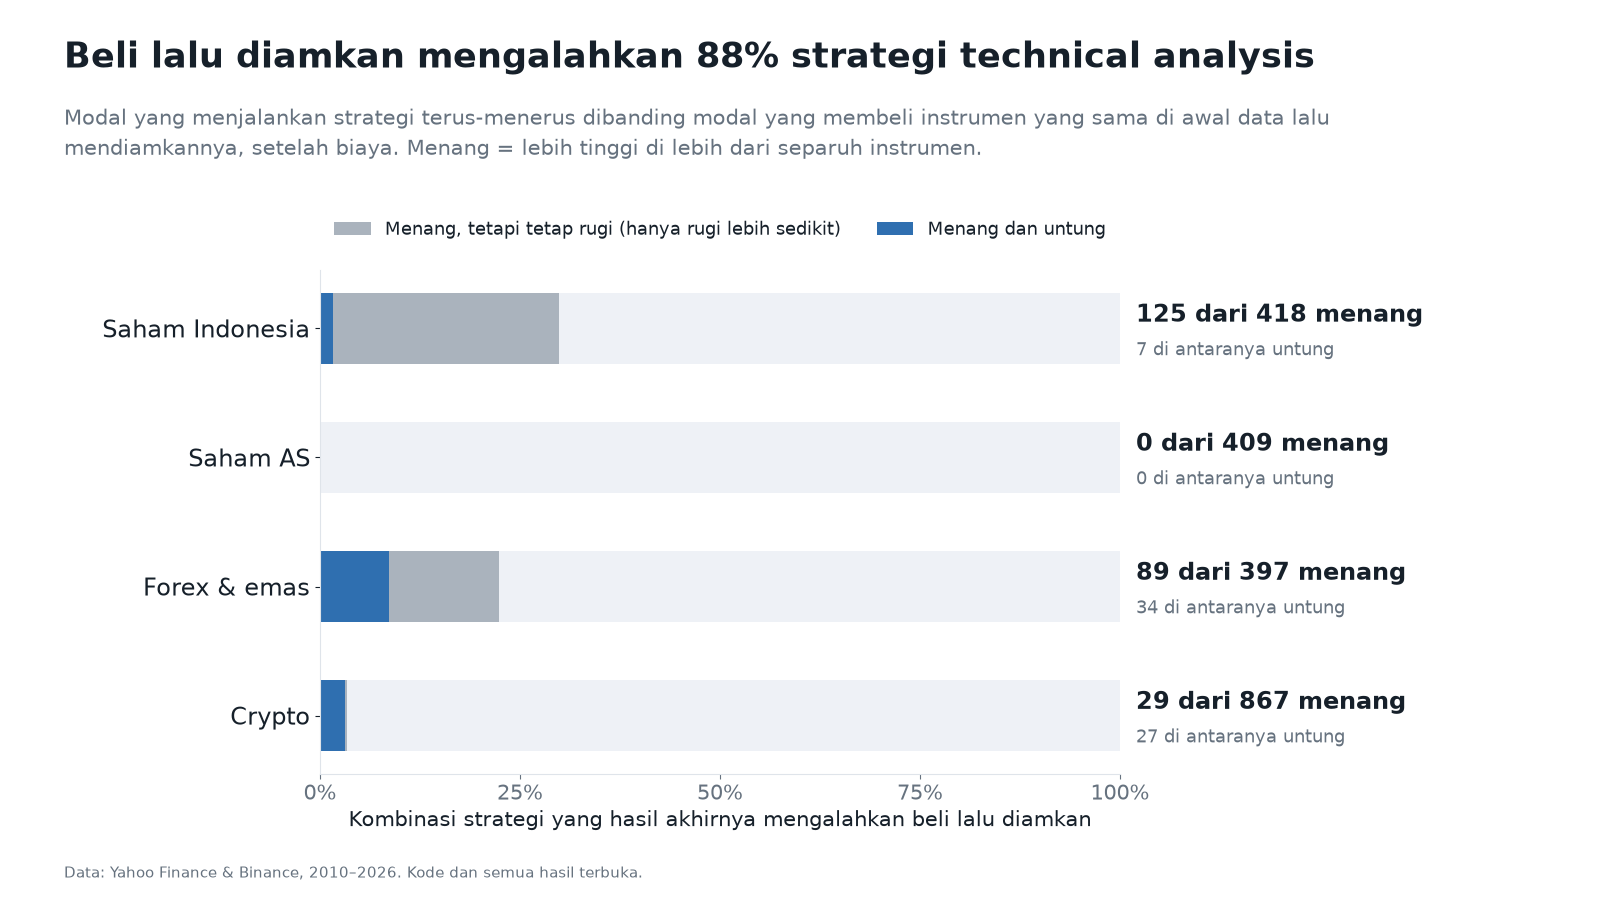 Beli lalu diamkan mengalahkan 88% strategi technical analysis
Modal yang menjalankan strategi terus-menerus dibanding modal yang membeli instrumen yang sama di awal data lalu
mendiamkannya, setelah biaya. Menang = lebih tinggi di lebih dari separuh instrumen.
Menang, tetapi tetap rugi (hanya rugi lebih sedikit)
Menang dan untung
Saham Indonesia
125 dari 418 menang
7 di antaranya untung
Saham AS
0 dari 409 menang
0 di antaranya untung
Forex & emas
89 dari 397 menang
34 di antaranya untung
Crypto
29 dari 867 menang
27 di antaranya untung
0%
25%
50%
75%
100%
Kombinasi strategi yang hasil akhirnya mengalahkan beli lalu diamkan
Data: Yahoo Finance & Binance, 2010–2026. Kode dan semua hasil terbuka.